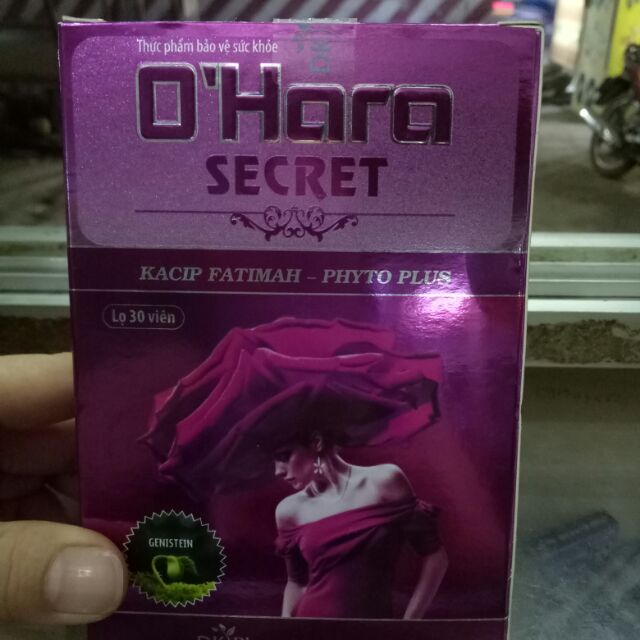 Thực phẩm bảo vệ sức khỏe
O'Hara
SECRET
KACIP FATIMAH – PHYTO PLUS
Lọ 30 viên
GENISTEIN